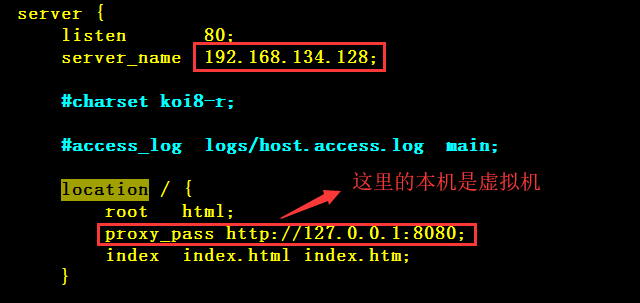 server {
listen 80;
server_name 192.168.134.128;
#charset koi8-r;
#access_log logs/host.access.log main;
location / {
这里的本机是虚拟机
root html;
proxy_pass http://127.0.0.1:8080;
index index.html index.htm;
}